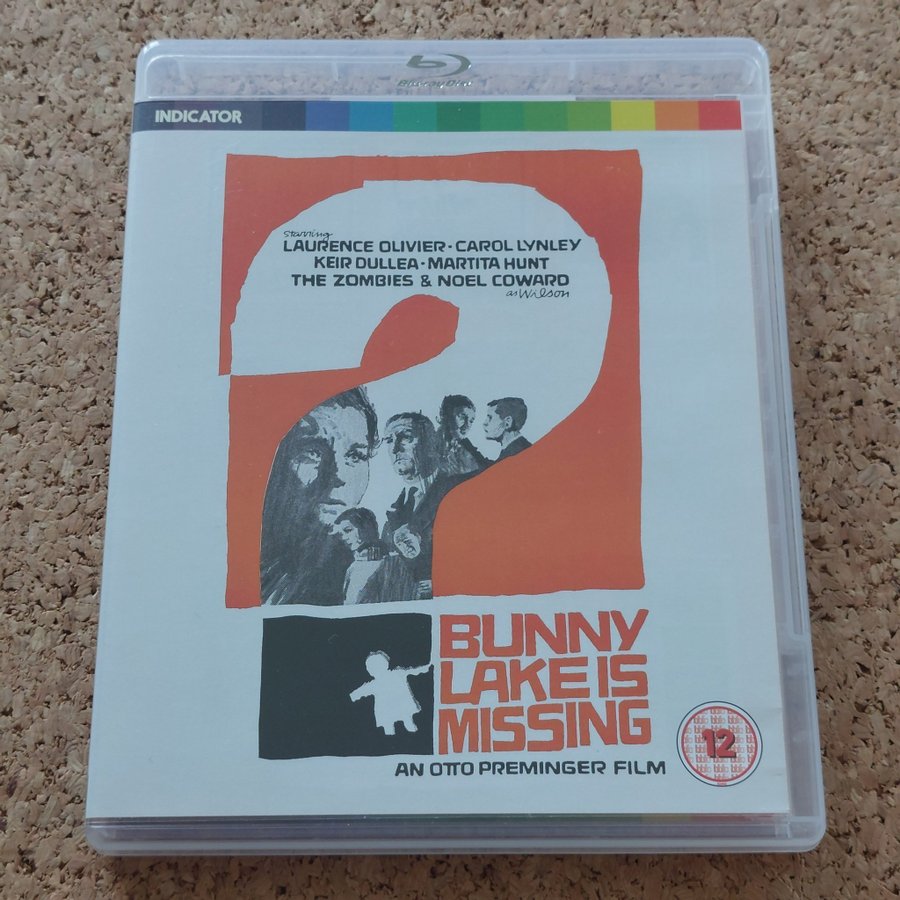 Blu-ray Disc
INDICATOR
starring
LAURENCE OLIVIER · CAROL LYNLEY
KEIR DULLEA · MARTITA HUNT
THE ZOMBIES & NOEL COWARD
as Wilson
BUNNY
LAKE IS
MISSING
12
AN OTTO PREMINGER FILM